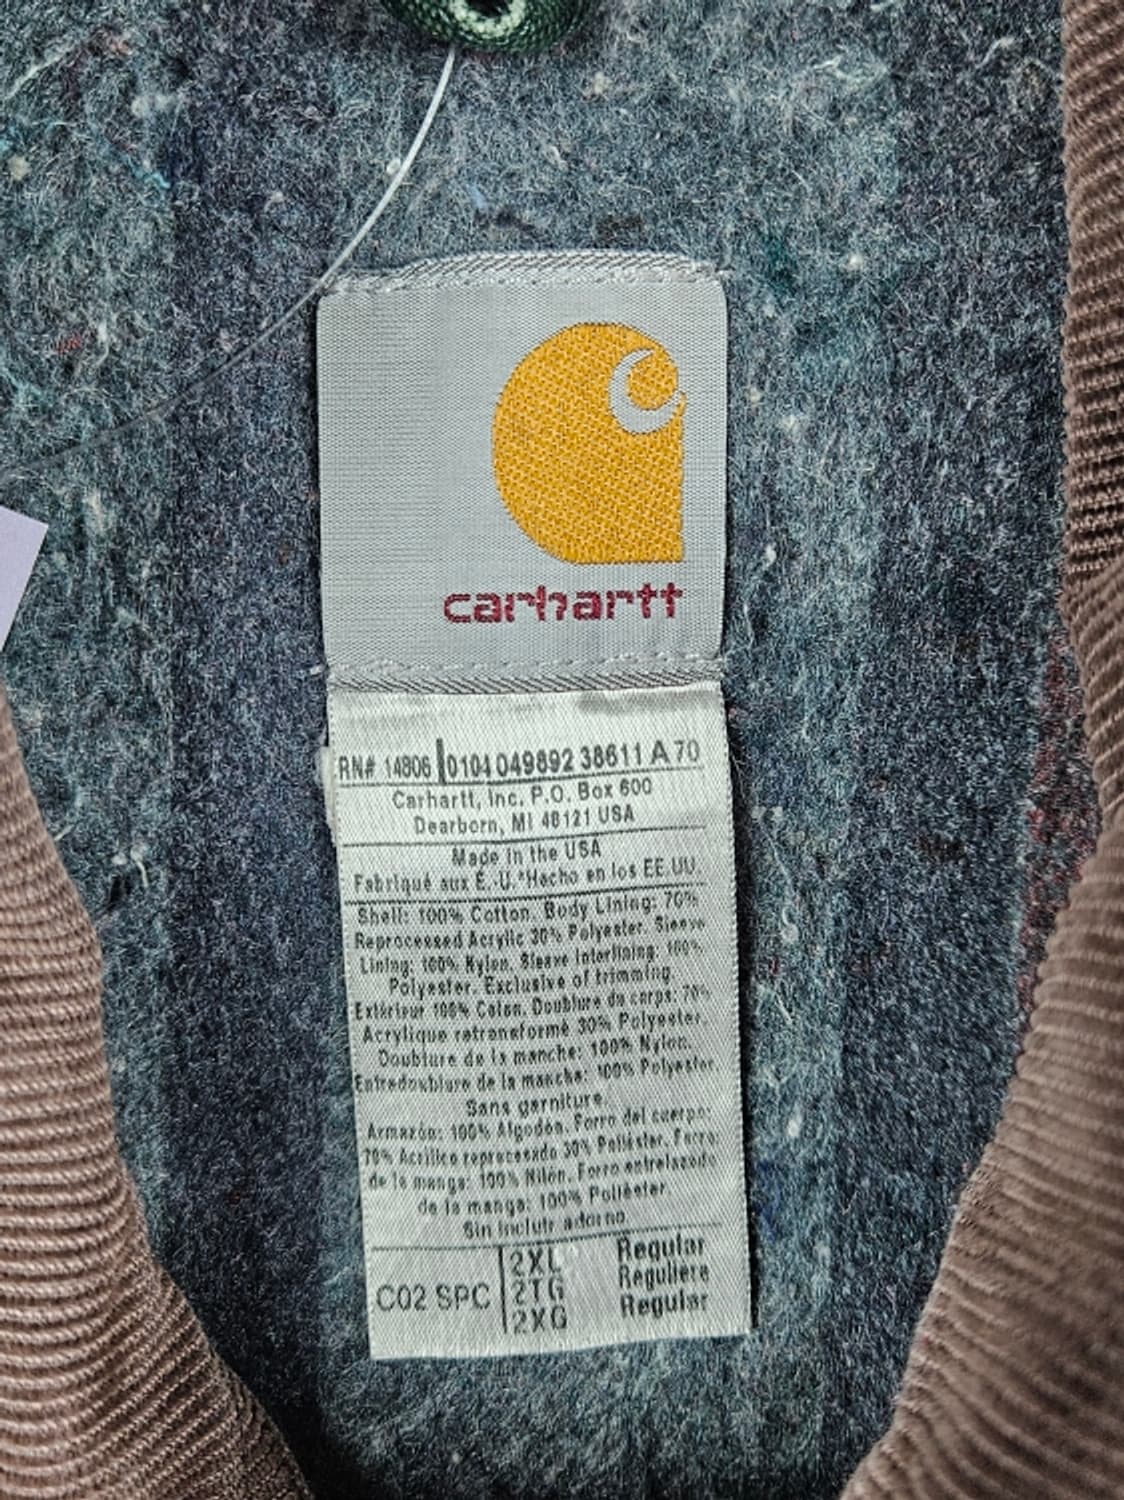 carhartt
RN# 14806 0104 049892 38611 A 70
Carhartt, Inc. P.O. Box 600
Dearborn, MI 48121 USA
Made in the USA
Fabriqué aux É.-U.*Hecho en los EE.UU.
Shell: 100% Cotton. Body Lining: 70%
Reprocessed Acrylic 30% Polyester. Sleeve
Lining: 100% Nylon. Sleeve Interlining: 100%
Polyester. Exclusive of trimming.
Extérieur 100% Coton. Doublure du corps: 70%
Acrylique retransformé 30% Polyester.
Doublure de la manche: 100% Nylon.
Entredoublure de la manche: 100% Polyester.
Sans garniture.
Armazón: 100% Algodón. Forro del cuerpo:
70% Acrílico reprocesado 30% Poliéster. Forro
de la manga: 100% Nilón. Forro entrelazado
de la manga: 100% Poliéster.
Sin incluir adorno.
2XL Regular
C02 SPC 2TG Reguliere
2XG Regular